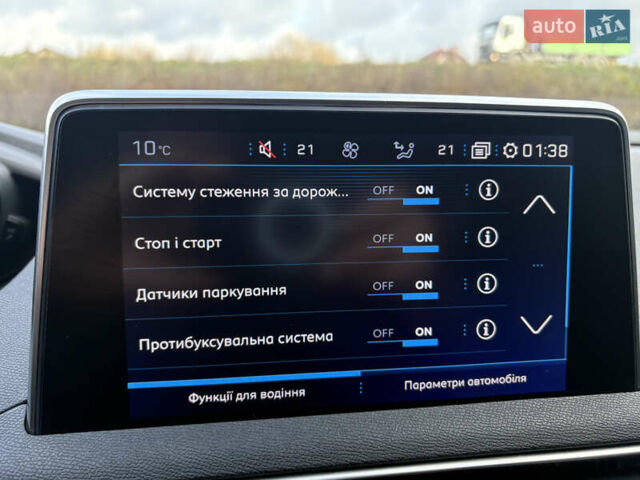 auto RIA.com
10°C 21 21 01:38
Систему стеження за дорож... OFF ON
Стоп і старт OFF ON
Датчики паркування OFF ON
Протибуксувальна система OFF ON
Функції для водіння Параметри автомобіля